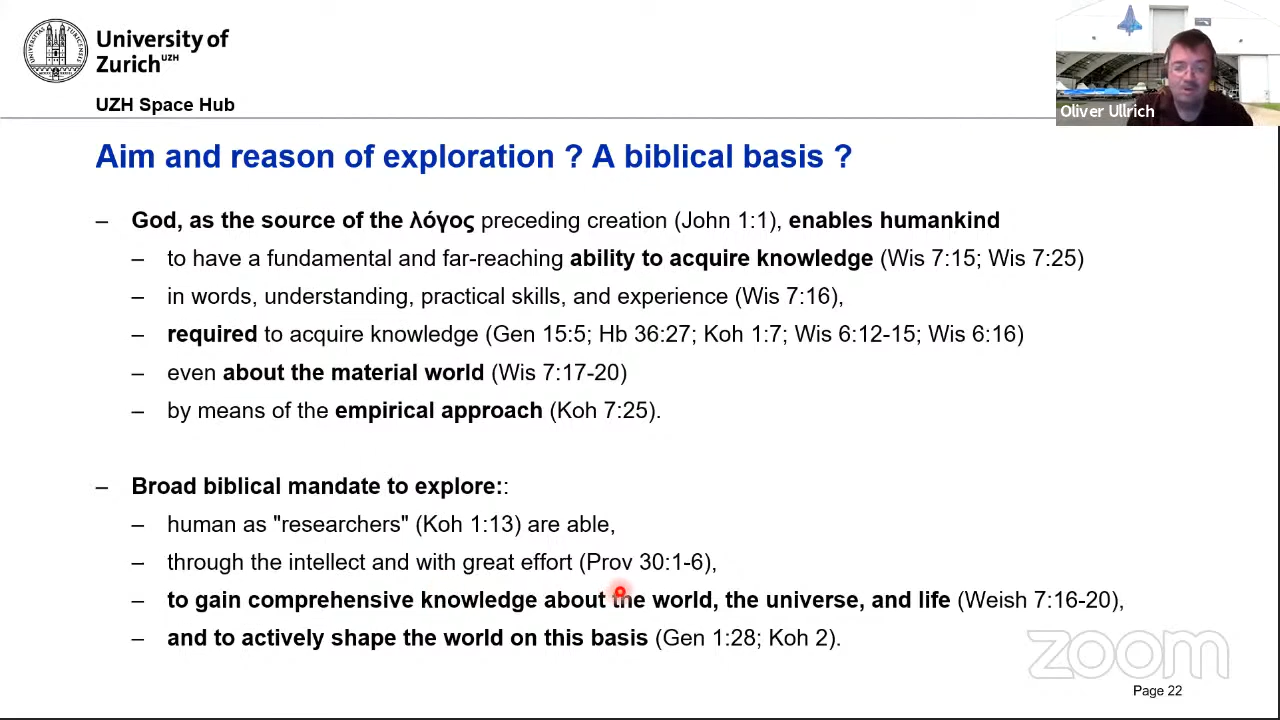 University of
Zurich UZH
UZH Space Hub
Oliver Ullrich
Aim and reason of exploration ? A biblical basis ?
– God, as the source of the λόγος preceding creation (John 1:1), enables humankind
– to have a fundamental and far-reaching ability to acquire knowledge (Wis 7:15; Wis 7:25)
– in words, understanding, practical skills, and experience (Wis 7:16),
– required to acquire knowledge (Gen 15:5; Hb 36:27; Koh 1:7; Wis 6:12-15; Wis 6:16)
– even about the material world (Wis 7:17-20)
– by means of the empirical approach (Koh 7:25).
– Broad biblical mandate to explore::
– human as "researchers" (Koh 1:13) are able,
– through the intellect and with great effort (Prov 30:1-6),
– to gain comprehensive knowledge about the world, the universe, and life (Weish 7:16-20),
– and to actively shape the world on this basis (Gen 1:28; Koh 2).
zoom
Page 22